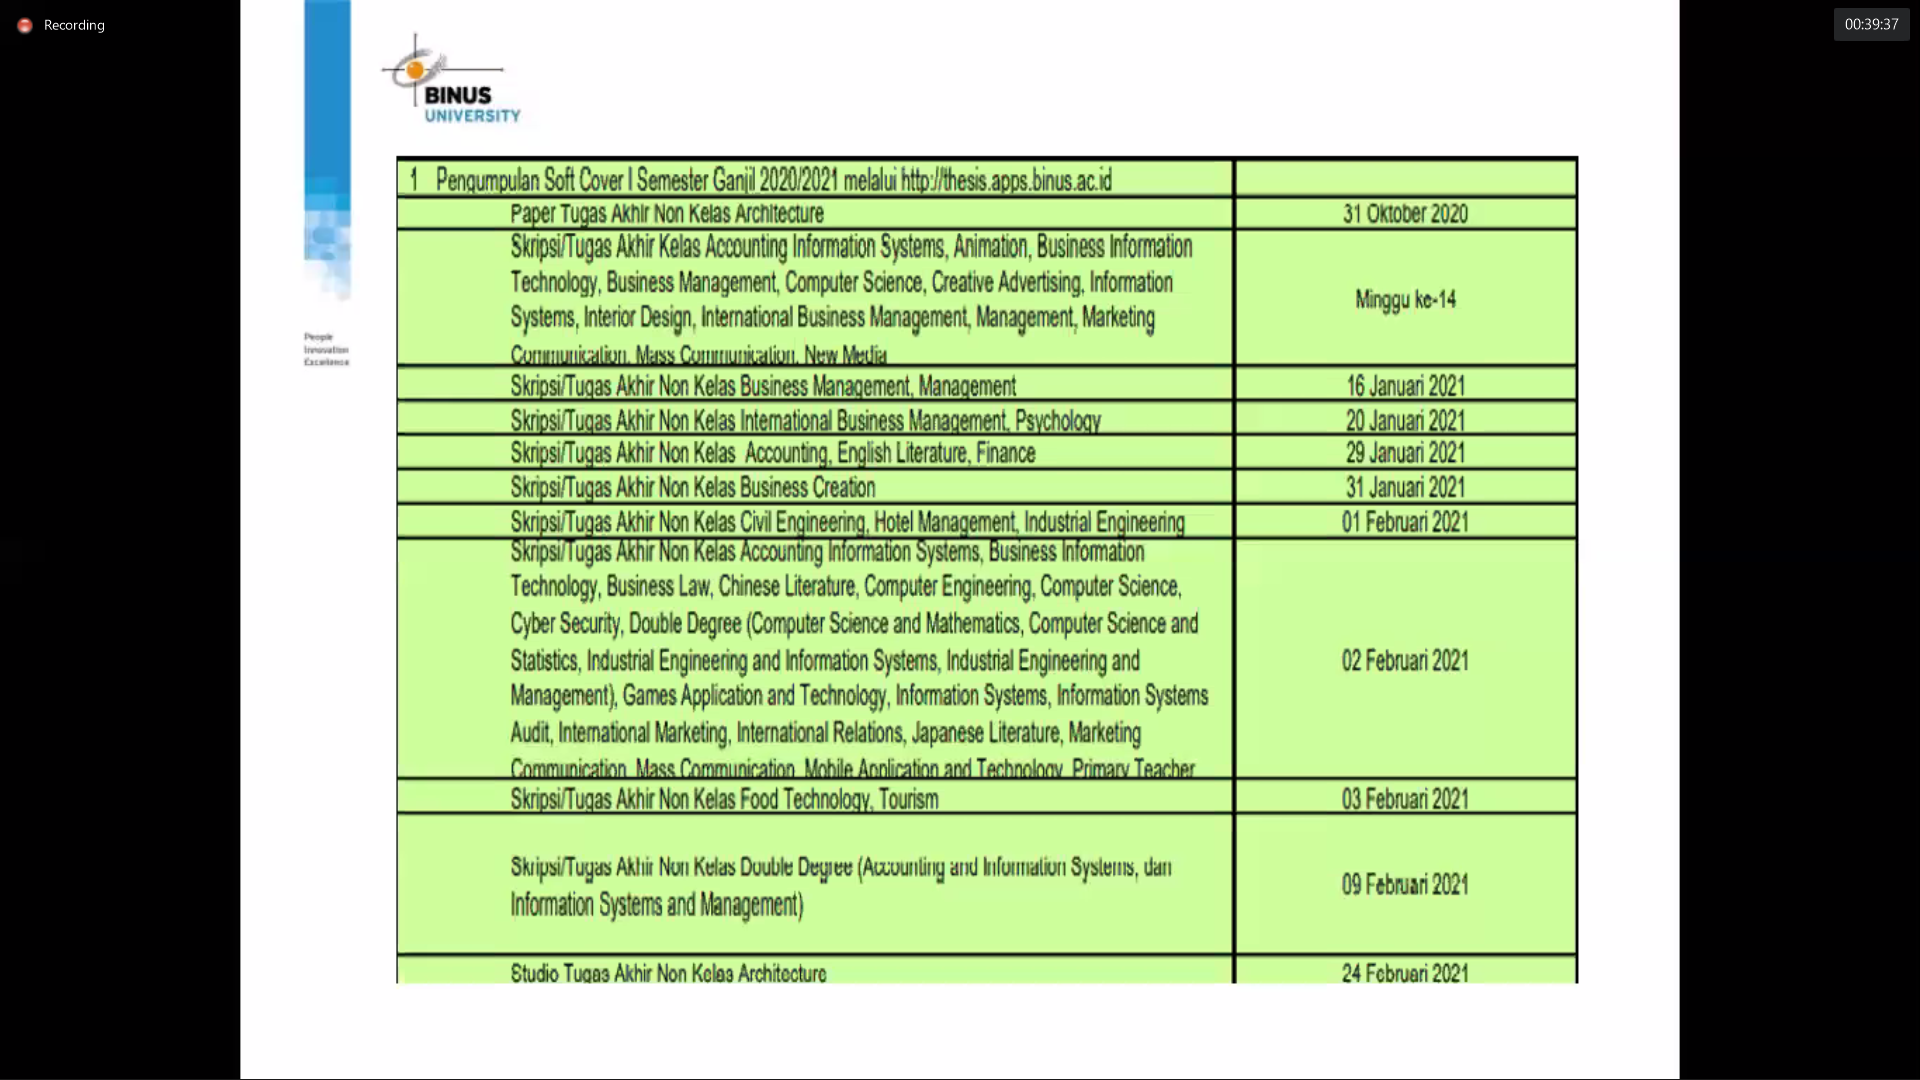 Recording
00:39:37
BINUS
UNIVERSITY
People
Innovation
Excellence
1 Pengumpulan Soft Cover I Semester Ganjil 2020/2021 melalui http://thesis.apps.binus.ac.id
Paper Tugas Akhir Non Kelas Architecture 31 Oktober 2020
Skripsi/Tugas Akhir Kelas Accounting Information Systems, Animation, Business Information
Technology, Business Management, Computer Science, Creative Advertising, Information
Systems, Interior Design, International Business Management, Management, Marketing
Communication, Mass Communication, New Media
Minggu ke-14
Skripsi/Tugas Akhir Non Kelas Business Management, Management 16 Januari 2021
Skripsi/Tugas Akhir Non Kelas International Business Management, Psychology 20 Januari 2021
Skripsi/Tugas Akhir Non Kelas Accounting, English Literature, Finance 29 Januari 2021
Skripsi/Tugas Akhir Non Kelas Business Creation 31 Januari 2021
Skripsi/Tugas Akhir Non Kelas Civil Engineering, Hotel Management, Industrial Engineering 01 Februari 2021
Skripsi/Tugas Akhir Non Kelas Accounting Information Systems, Business Information
Technology, Business Law, Chinese Literature, Computer Engineering, Computer Science,
Cyber Security, Double Degree (Computer Science and Mathematics, Computer Science and
Statistics, Industrial Engineering and Information Systems, Industrial Engineering and
Management), Games Application and Technology, Information Systems, Information Systems
Audit, International Marketing, International Relations, Japanese Literature, Marketing
Communication, Mass Communication, Mobile Application and Technology, Primary Teacher
02 Februari 2021
Skripsi/Tugas Akhir Non Kelas Food Technology, Tourism 03 Februari 2021
Skripsi/Tugas Akhir Non Kelas Double Degree (Accounting and Information Systems, dan
Information Systems and Management)
09 Februari 2021
Studio Tugas Akhir Non Kelas Architecture 24 Februari 2021